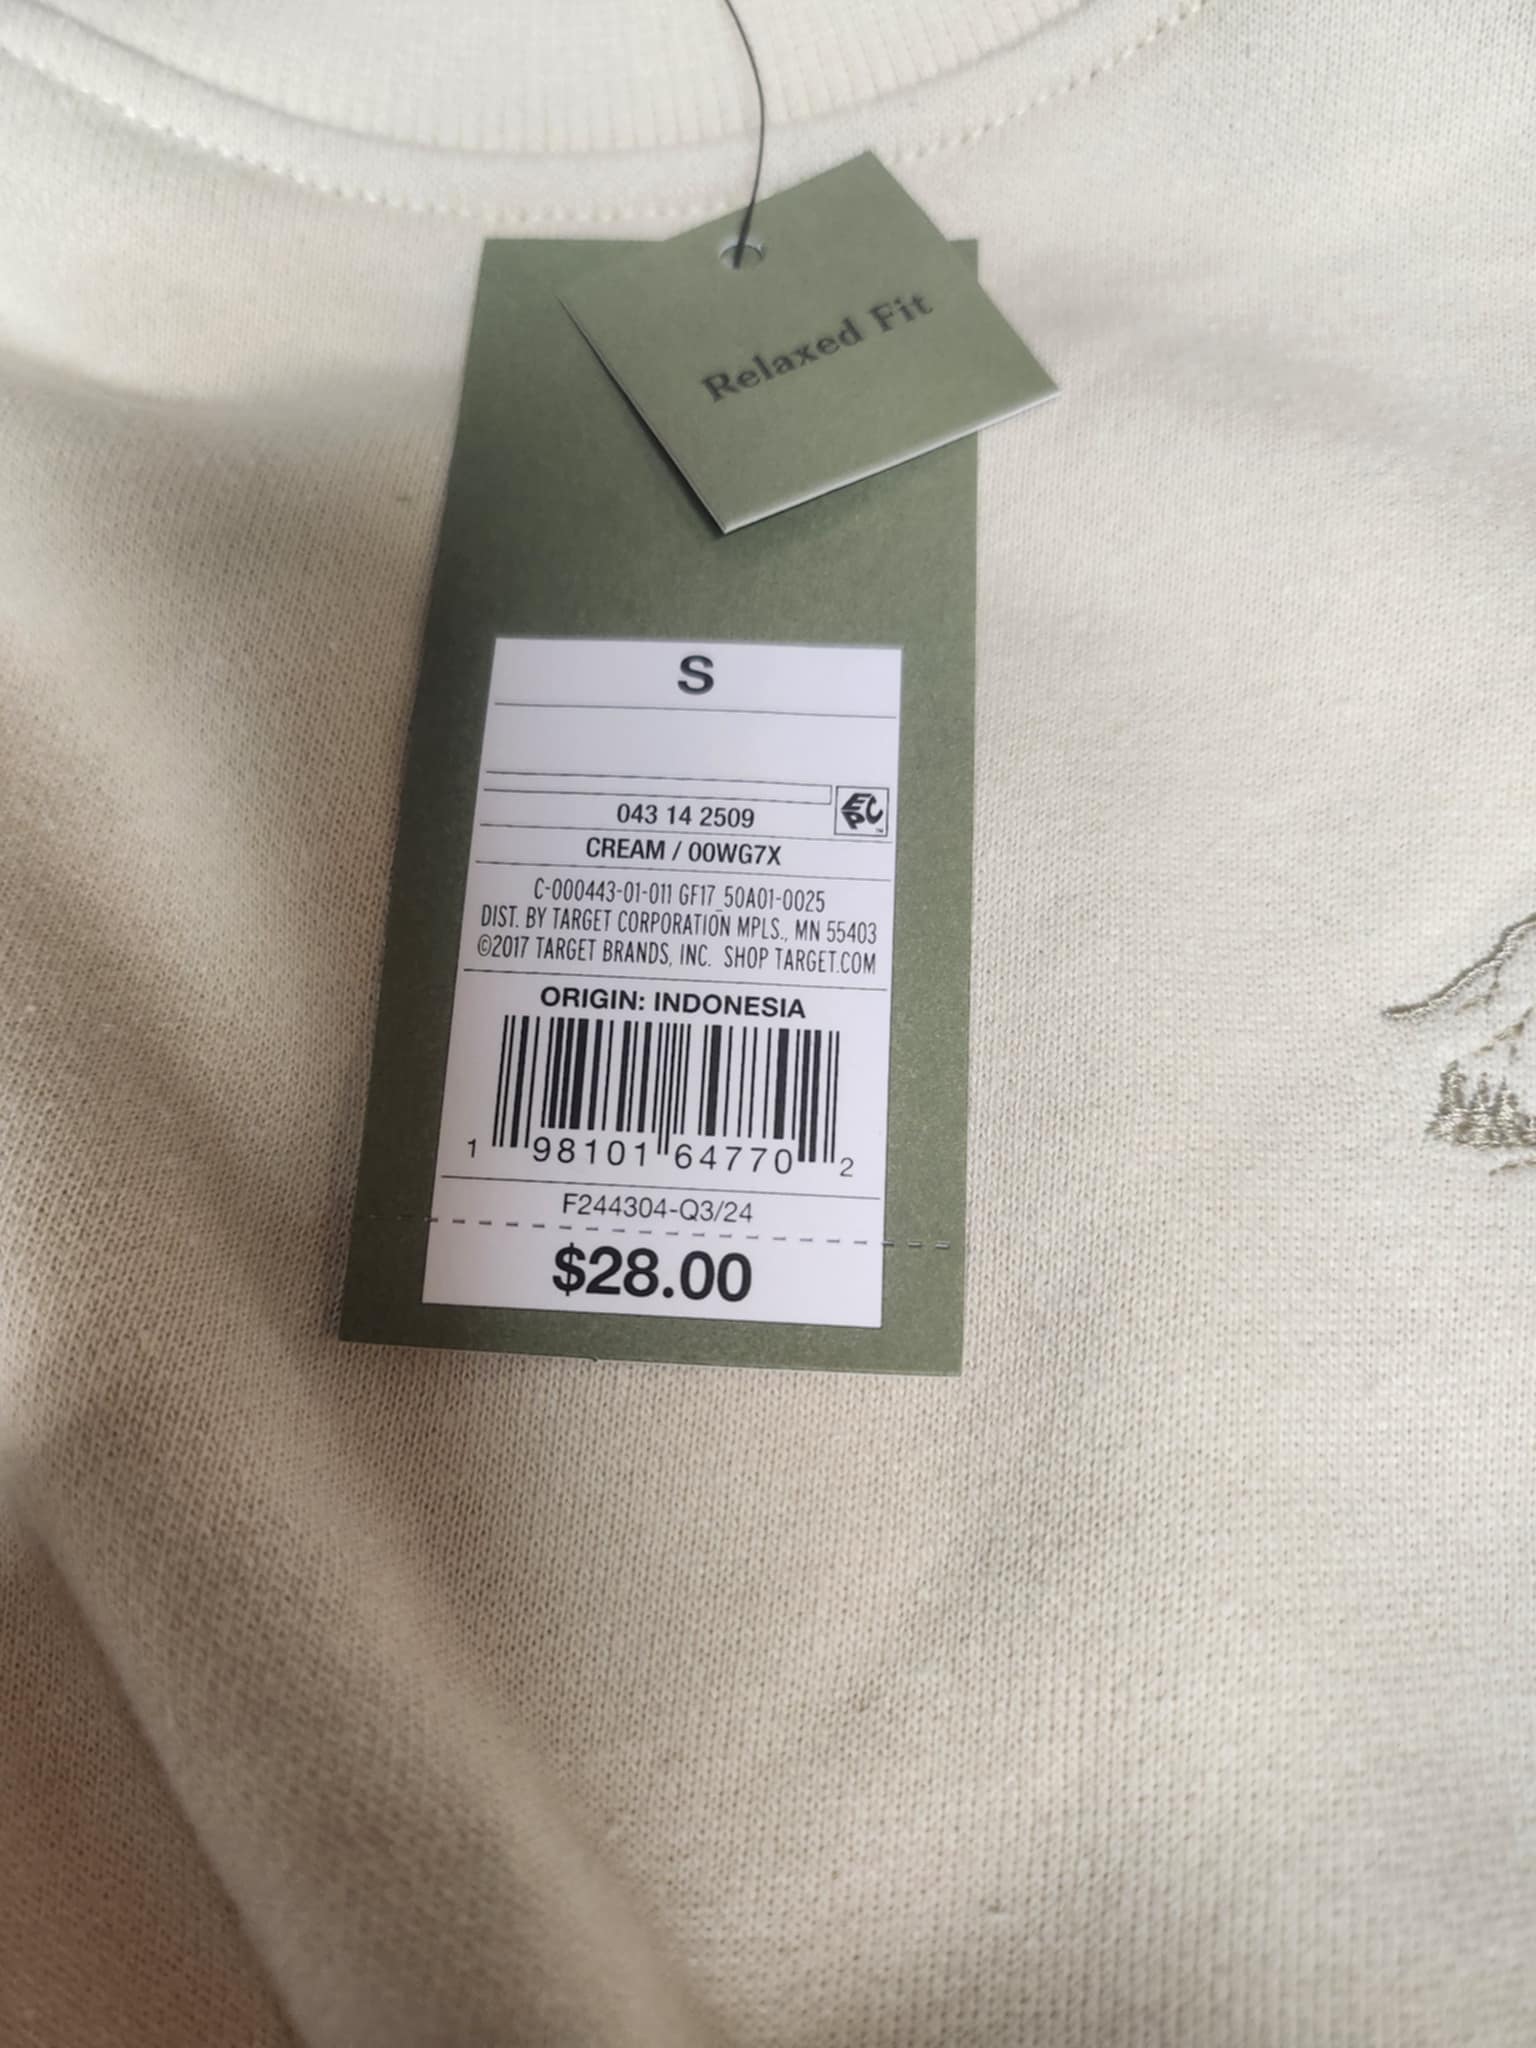 Relaxed Fit
S
043 14 2509
EPC™
CREAM / 00WG7X
C-000443-01-011 GF17_50A01-0025
DIST. BY TARGET CORPORATION MPLS., MN 55403
©2017 TARGET BRANDS, INC. SHOP TARGET.COM
ORIGIN: INDONESIA
1 98101 64770 2
F244304-Q3/24
$28.00